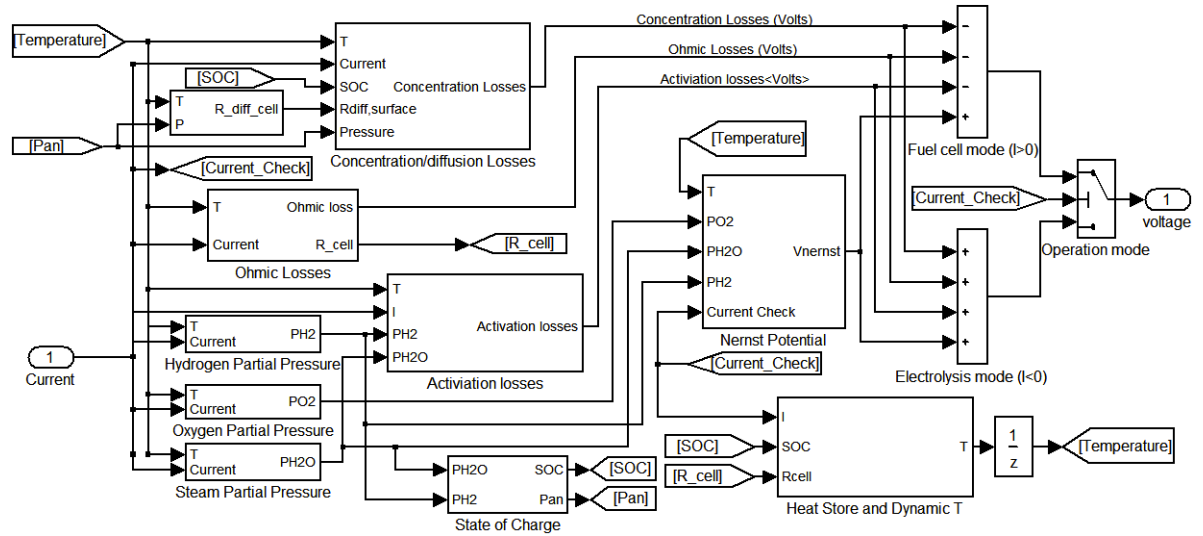 [Temperature]
T
Current
SOC
Rdiff,surface
Pressure
Concentration Losses
Concentration/diffusion Losses
[SOC]
T
P
R_diff_cell
[Pan]
[Current_Check]
T
Current
Ohmic loss
R_cell
Ohmic Losses
[R_cell]
T
I
PH2
PH2O
Activation losses
Activiation losses
1
Current
T
Current
PH2
Hydrogen Partial Pressure
T
Current
PO2
Oxygen Partial Pressure
T
Current
PH2O
Steam Partial Pressure
PH2O
PH2
SOC
Pan
State of Charge
[SOC]
[Pan]
Concentration Losses (Volts)
Ohmic Losses (Volts)
Activiation losses<Volts>
[Temperature]
T
PO2
PH2O
PH2
Current Check
Vnernst
Nernst Potential
[Current_Check]
-
-
-
+
Fuel cell mode (I>0)
[Current_Check]
+
+
+
+
Electrolysis mode (I<0)
Operation mode
1
voltage
[SOC]
[R_cell]
I
SOC
Rcell
T
Heat Store and Dynamic T
1
z
[Temperature]